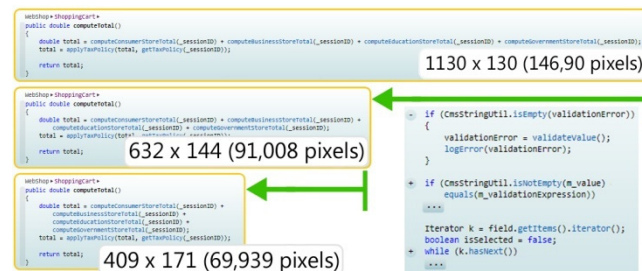 WebShop ▸ ShoppingCart ▸
public double computeTotal()
{
double total = computeConsumerStoreTotal(_sessionID) + computeBusinessStoreTotal(_sessionID) + computeEducationStoreTotal(_sessionID) + computeGovernmentStoreTotal(_sessionID);
total = applyTaxPolicy(total, getTaxPolicy(_sessionID));
return total;
}
1130 x 130 (146,90 pixels)
WebShop ▸ ShoppingCart ▸
public double computeTotal()
{
double total = computeConsumerStoreTotal(_sessionID) + computeBusinessStoreTotal(_sessionID) +
computeEducationStoreTotal(_sessionID) + computeGovernmentStoreTotal(_sessionID);
total = applyTaxPolicy(total, getTaxPolicy(_sessionID));
return total;
}
632 x 144 (91,008 pixels)
WebShop ▸ ShoppingCart ▸
public double computeTotal()
{
double total = computeConsumerStoreTotal(_sessionID) +
computeBusinessStoreTotal(_sessionID) +
computeEducationStoreTotal(_sessionID) +
computeGovernmentStoreTotal(_sessionID);
total = applyTaxPolicy(total, getTaxPolicy(_sessionID));
return total;
}
409 x 171 (69,939 pixels)
- if (CmsStringUtil.isEmpty(validationError))
{
validationError = validateValue();
logError(validationError);
}
+ if (CmsStringUtil.isNotEmpty(m_value)
equals(m_validationExpression))
...
Iterator k = field.getItems().iterator();
boolean isSelected = false;
+ while (k.hasNext())
...